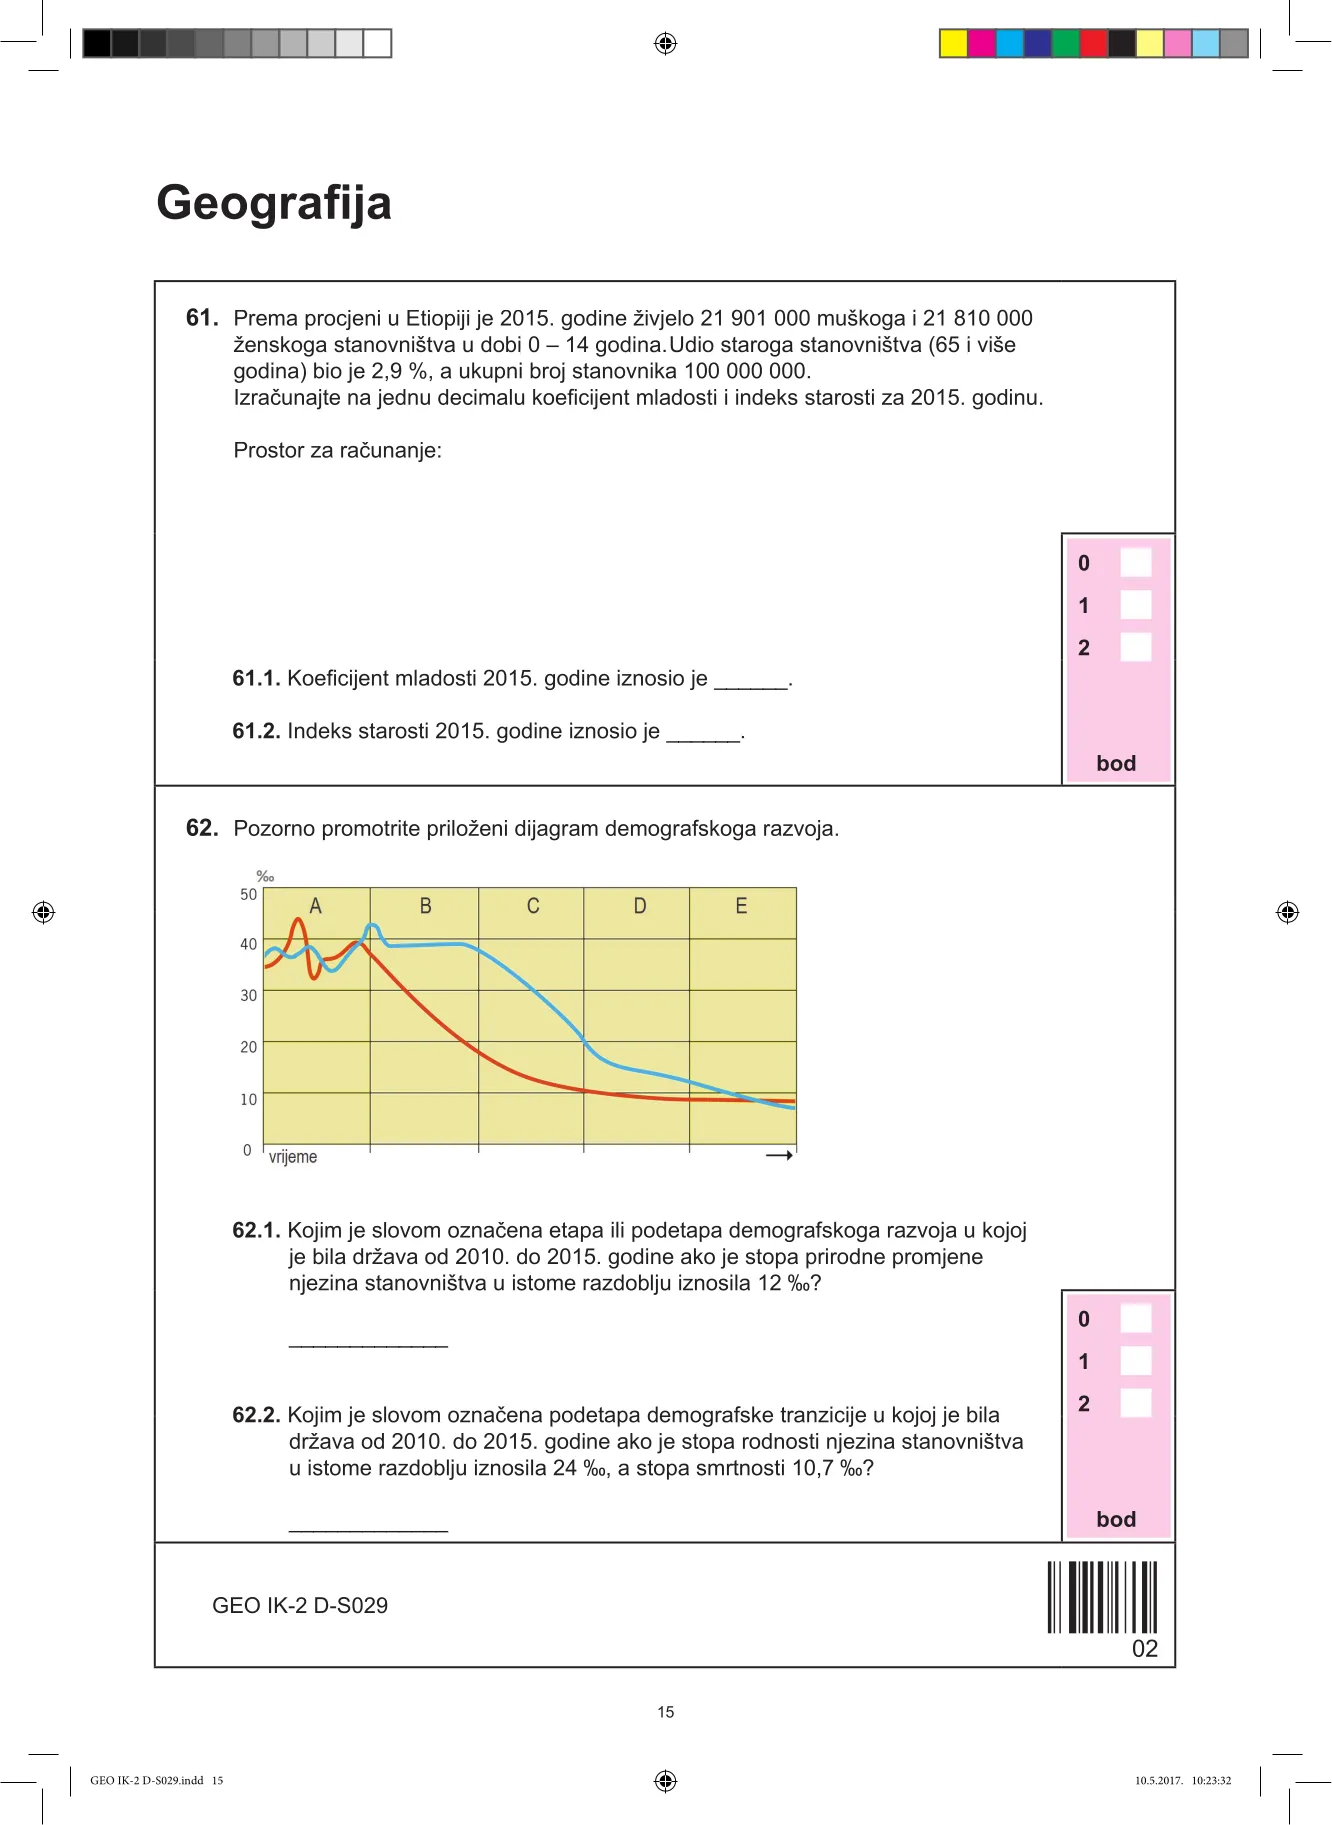 Geografija
61. Prema procjeni u Etiopiji je 2015. godine živjelo 21 901 000 muškoga i 21 810 000
ženskoga stanovništva u dobi 0 – 14 godina.Udio staroga stanovništva (65 i više
godina) bio je 2,9 %, a ukupni broj stanovnika 100 000 000.
Izračunajte na jednu decimalu koeficijent mladosti i indeks starosti za 2015. godinu.
Prostor za računanje:
0
1
2
61.1. Koeficijent mladosti 2015. godine iznosio je ______.
61.2. Indeks starosti 2015. godine iznosio je ______.
bod
62. Pozorno promotrite priloženi dijagram demografskoga razvoja.
‰
50
A B C D E
40
30
20
10
0
vrijeme
62.1. Kojim je slovom označena etapa ili podetapa demografskoga razvoja u kojoj
je bila država od 2010. do 2015. godine ako je stopa prirodne promjene
njezina stanovništva u istome razdoblju iznosila 12 ‰?
_____________
0
1
2
62.2. Kojim je slovom označena podetapa demografske tranzicije u kojoj je bila
država od 2010. do 2015. godine ako je stopa rodnosti njezina stanovništva
u istome razdoblju iznosila 24 ‰, a stopa smrtnosti 10,7 ‰?
_____________
bod
GEO IK-2 D-S029
02
15
GEO IK-2 D-S029.indd 15
10.5.2017. 10:23:32